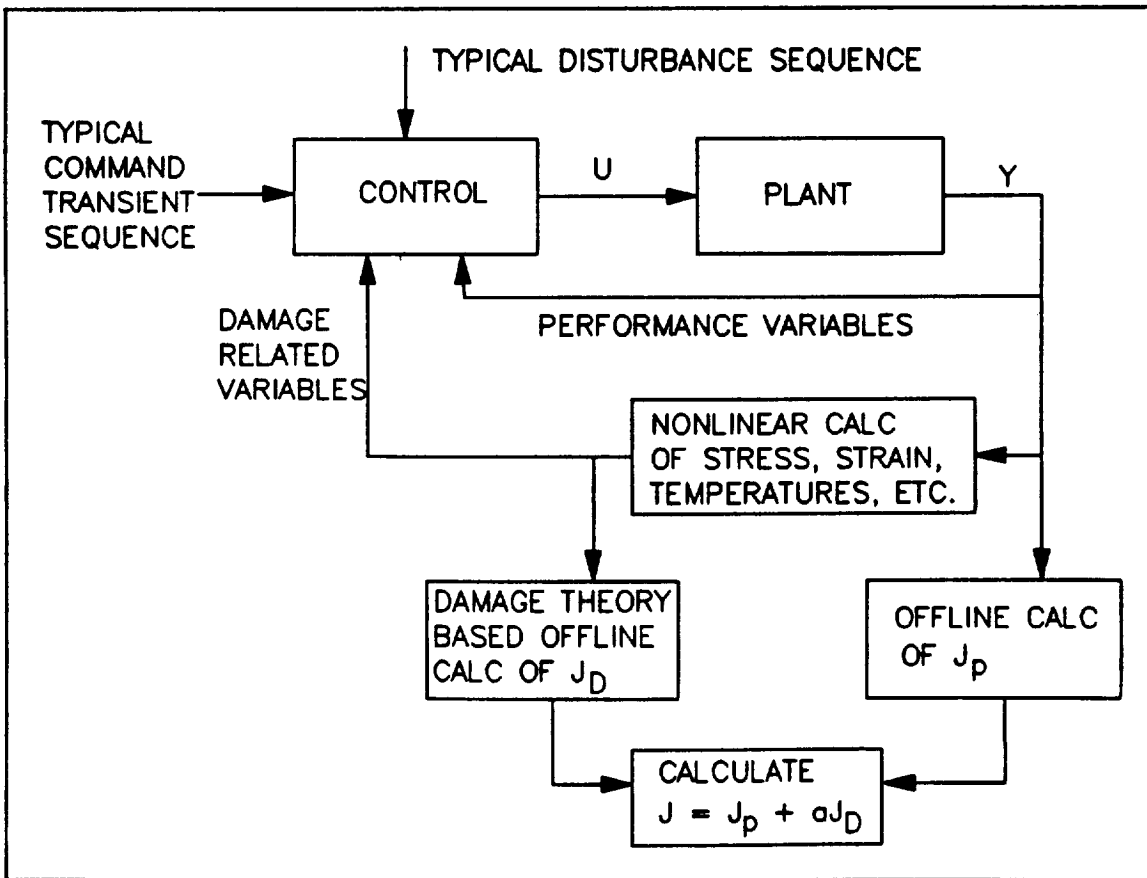 TYPICAL DISTURBANCE SEQUENCE
TYPICAL
COMMAND
TRANSIENT
SEQUENCE
CONTROL
U
PLANT
Y
DAMAGE
RELATED
VARIABLES
PERFORMANCE VARIABLES
NONLINEAR CALC
OF STRESS, STRAIN,
TEMPERATURES, ETC.
DAMAGE THEORY
BASED OFFLINE
CALC OF J_D
OFFLINE CALC
OF J_p
CALCULATE
J = J_p + aJ_D